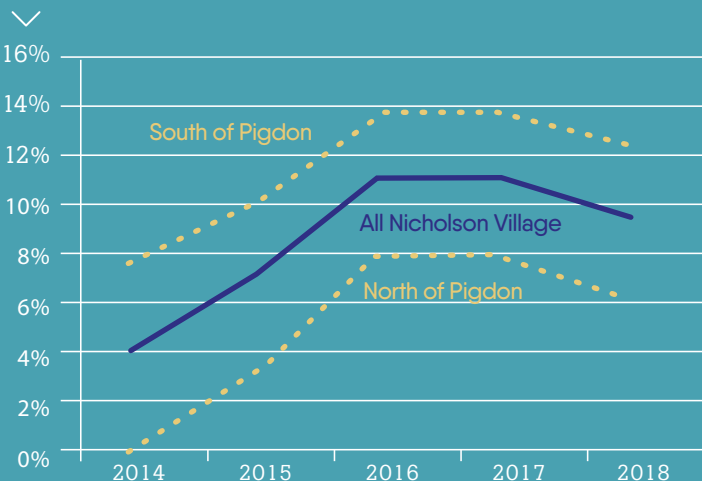 16%
14%
South of Pigdon
12%
10%
All Nicholson Village
8%
North of Pigdon
6%
4%
2%
0%
2014 2015 2016 2017 2018